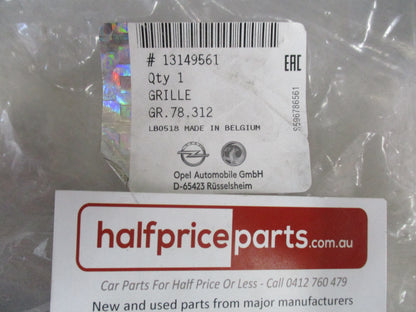 # 13149561
EAC
Qty 1
GRILLE
GR.78.312
LB0518 MADE IN BELGIUM
S596786561
Opel Automobile GmbH
D-65423 Rüsselsheim
halfpriceparts.com.au
Car Parts For Half Price Or Less - Call 0412 760 479
New and used parts from major manufacturers